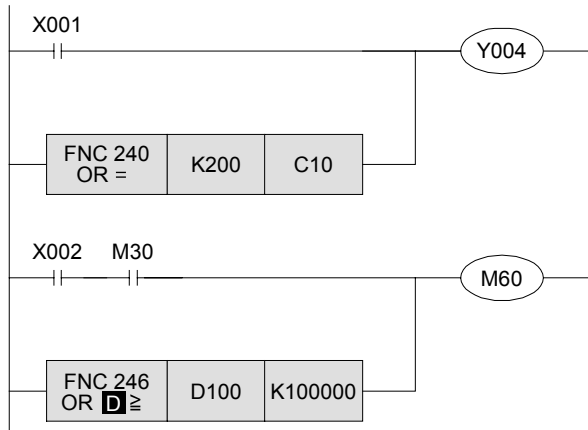 X001
Y004
FNC 240
OR =
K200
C10
X002 M30
M60
FNC 246
OR D ≧
D100
K100000